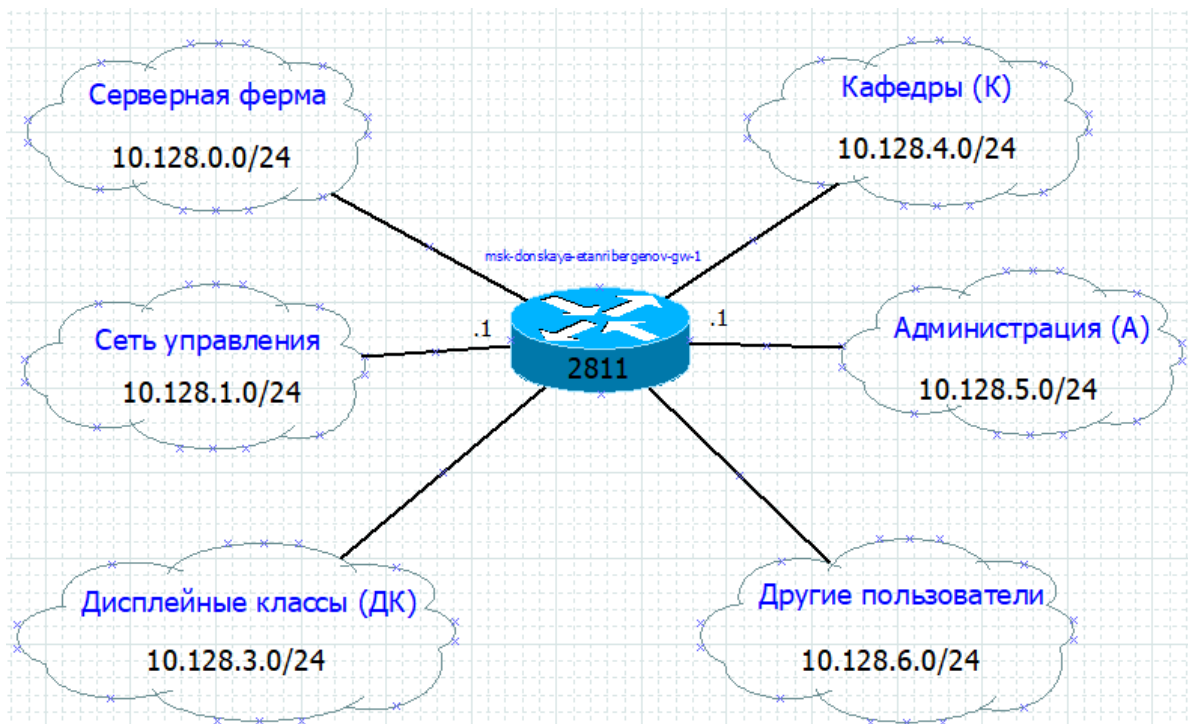 Серверная ферма
10.128.0.0/24
Кафедры (К)
10.128.4.0/24
msk-donskaya-etanribergenov-gw-1
Сеть управления
10.128.1.0/24
.1
.1
2811
Администрация (А)
10.128.5.0/24
Дисплейные классы (ДК)
10.128.3.0/24
Другие пользователи
10.128.6.0/24